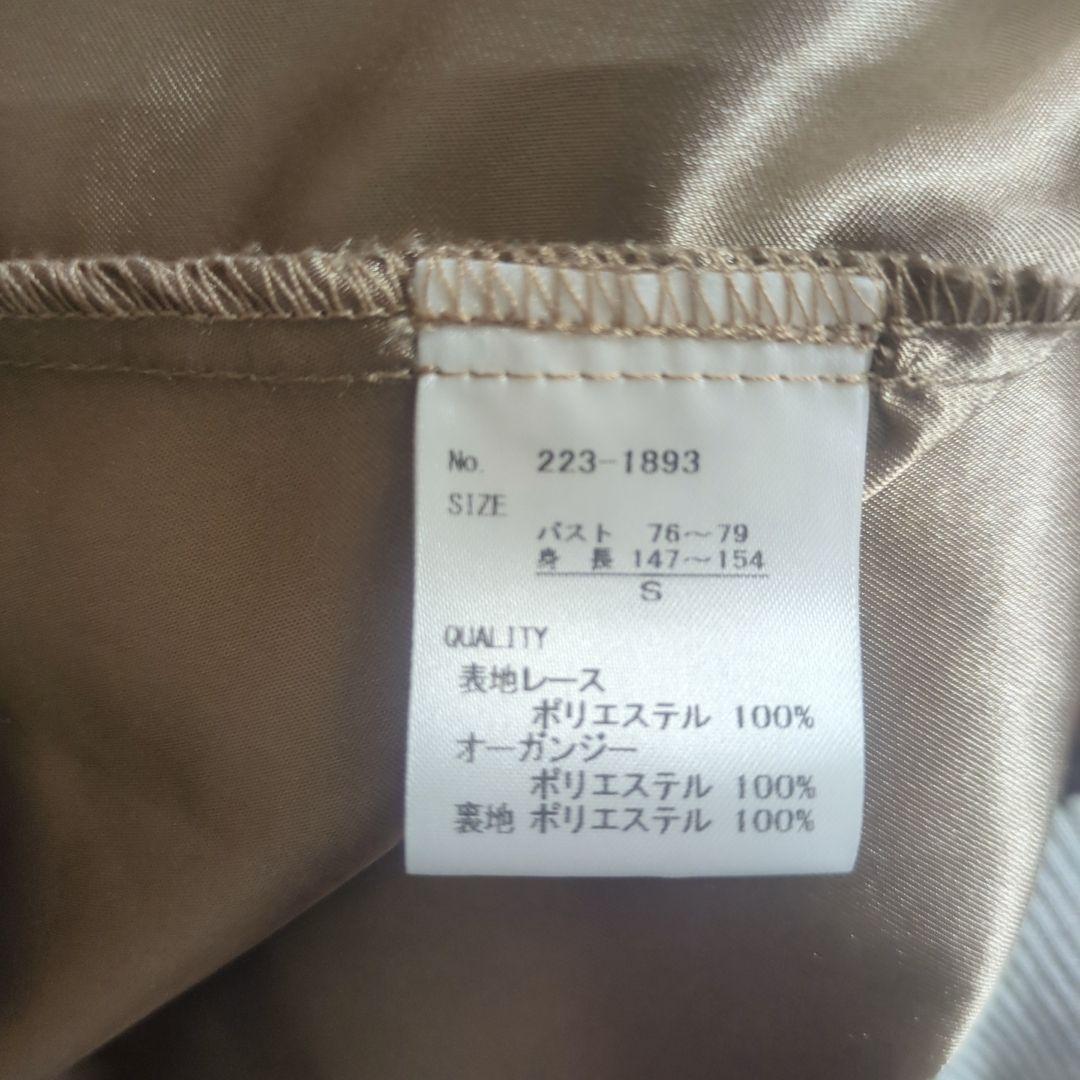 No. 223-1893
SIZE
バスト 76～79
身長 147～154
S
QUALITY
表地レース
ポリエステル 100%
オーガンジー
ポリエステル 100%
裏地 ポリエステル 100%